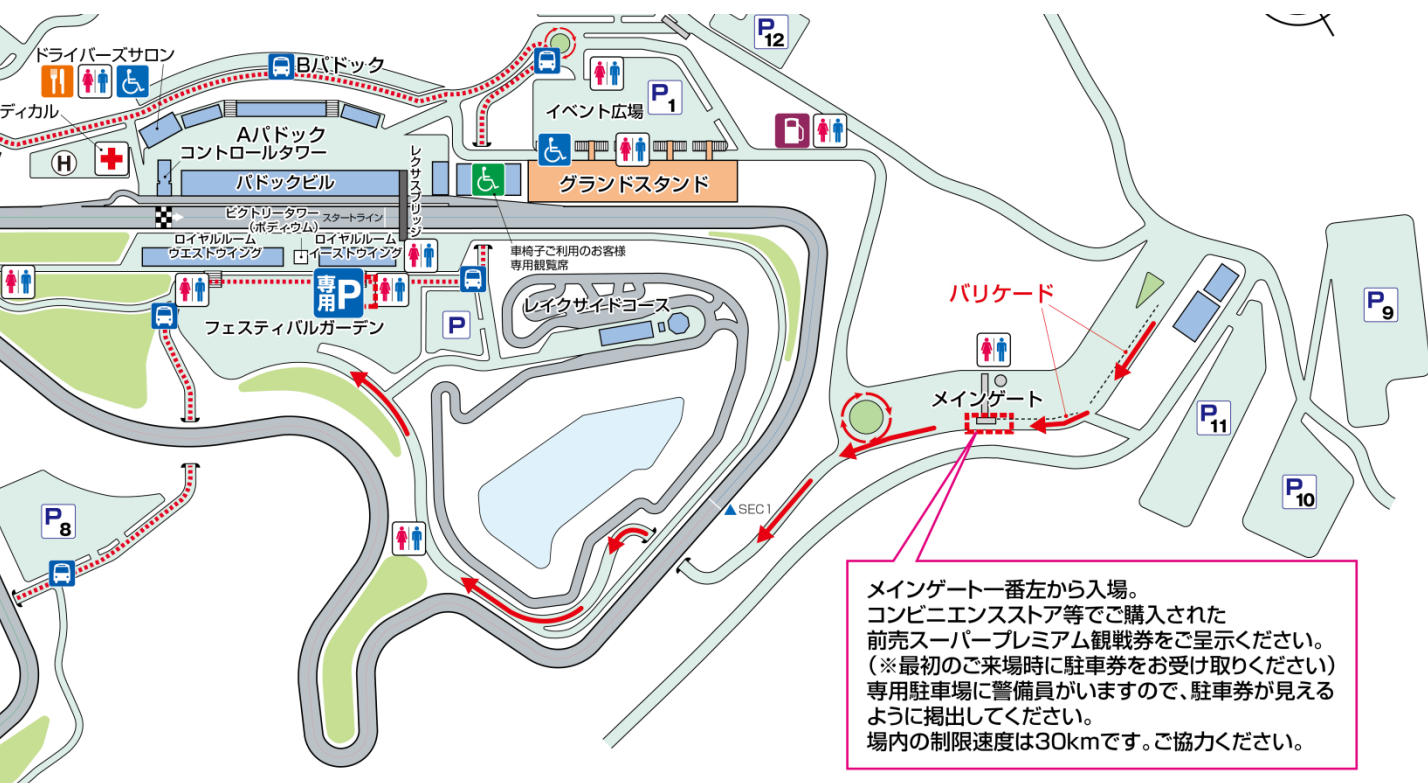 ドライバーズサロン
Bパドック
P12
ディカル
イベント広場
P1
Aパドック
コントロールタワー
H
パドックビル
レクサスブリッジ
グランドスタンド
ビクトリータワー
(ポディウム)
スタートライン
ロイヤルルーム
ウエストウイング
ロイヤルルーム
イーストウイング
車椅子ご利用のお客様
専用観覧席
専用P
フェスティバルガーデン
P
レイクサイドコース
バリケード
P9
メインゲート
P11
P10
P8
SEC1
メインゲート一番左から入場。
コンビニエンスストア等でご購入された
前売スーパープレミアム観戦券をご呈示ください。
(※最初のご来場時に駐車券をお受け取りください)
専用駐車場に警備員がいますので、駐車券が見える
ように掲出してください。
場内の制限速度は30kmです。ご協力ください。